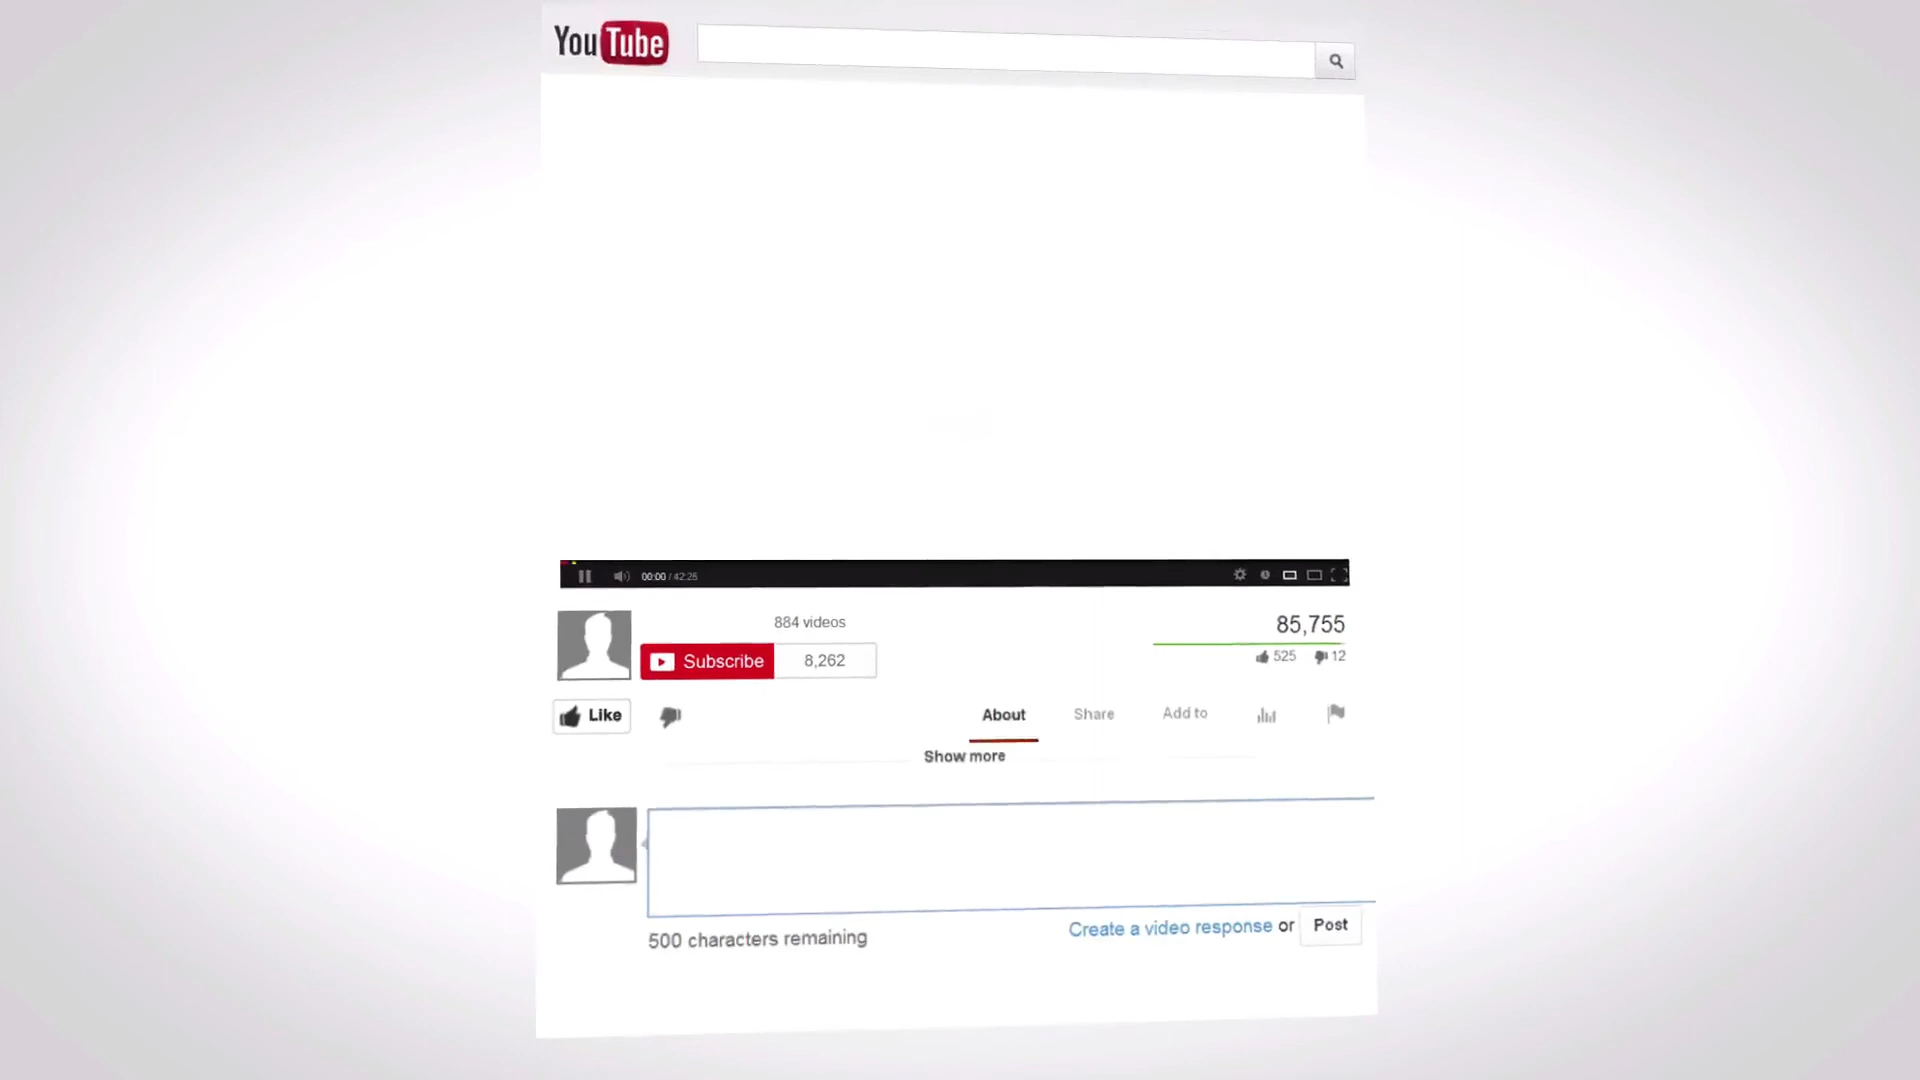 YouTube
00:00 / 42:25
884 videos
85,755
Subscribe 8,262
525 12
Like
About Share Add to
Show more
500 characters remaining
Create a video response or Post